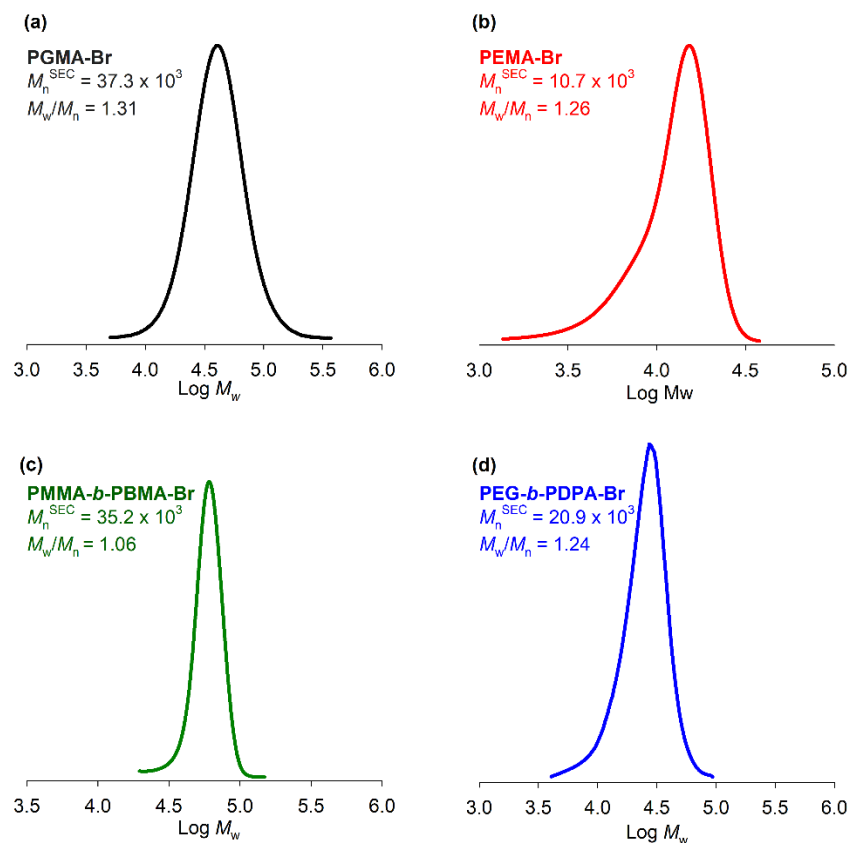 (a)
PGMA-Br
Mn^SEC = 37.3 x 10^3
Mw/Mn = 1.31
3.0 3.5 4.0 4.5 5.0 5.5 6.0
Log Mw
(b)
PEMA-Br
Mn^SEC = 10.7 x 10^3
Mw/Mn = 1.26
3.0 3.5 4.0 4.5 5.0
Log Mw
(c)
PMMA-b-PBMA-Br
Mn^SEC = 35.2 x 10^3
Mw/Mn = 1.06
3.5 4.0 4.5 5.0 5.5 6.0
Log Mw
(d)
PEG-b-PDPA-Br
Mn^SEC = 20.9 x 10^3
Mw/Mn = 1.24
3.0 3.5 4.0 4.5 5.0 5.5 6.0
Log Mw